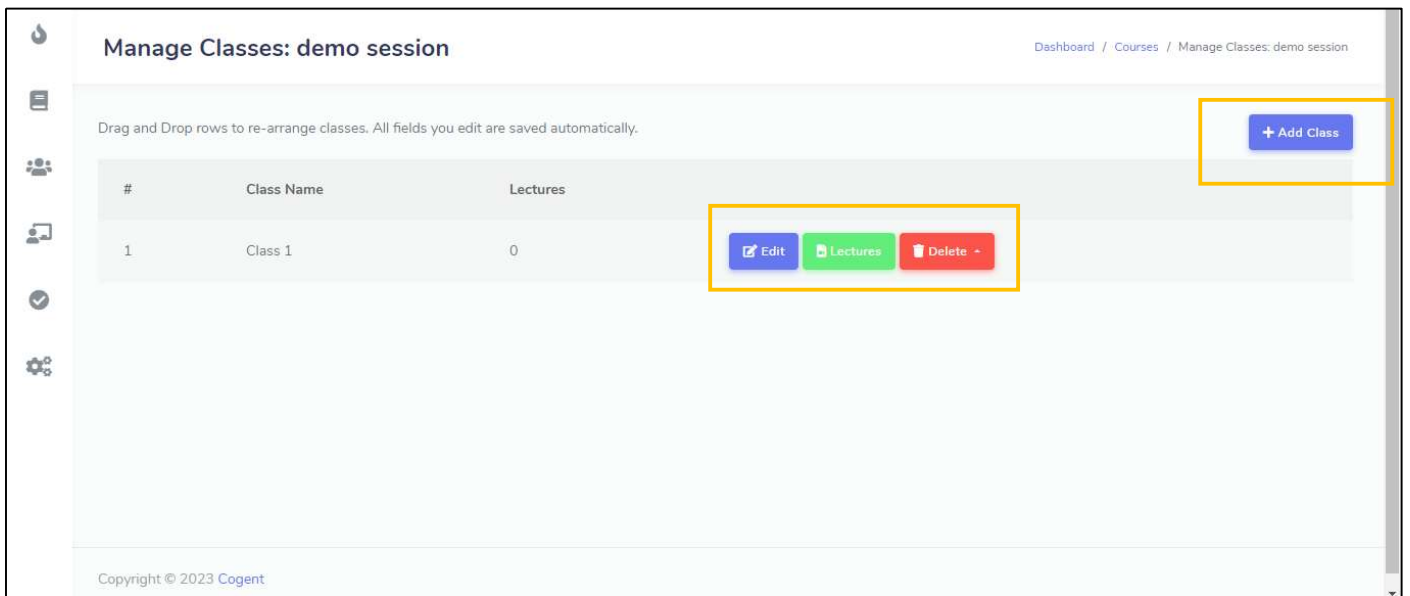 Manage Classes: demo session
Dashboard / Courses / Manage Classes: demo session
Drag and Drop rows to re-arrange classes. All fields you edit are saved automatically.
+ Add Class
# Class Name Lectures
1 Class 1 0 Edit Lectures Delete
Copyright © 2023 Cogent